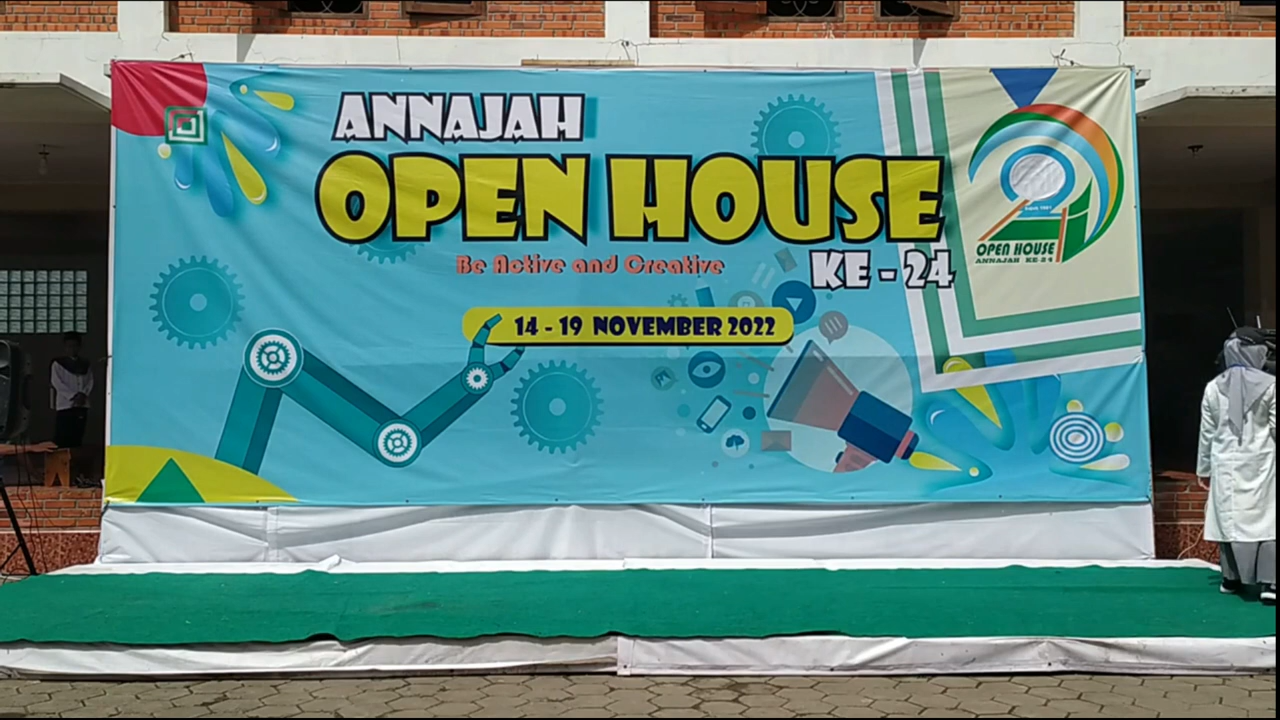 ANNAJAH
OPEN HOUSE
KE - 24
Be Active and Creative
14 - 19 NOVEMBER 2022
OPEN HOUSE
ANNAJAH KE-24